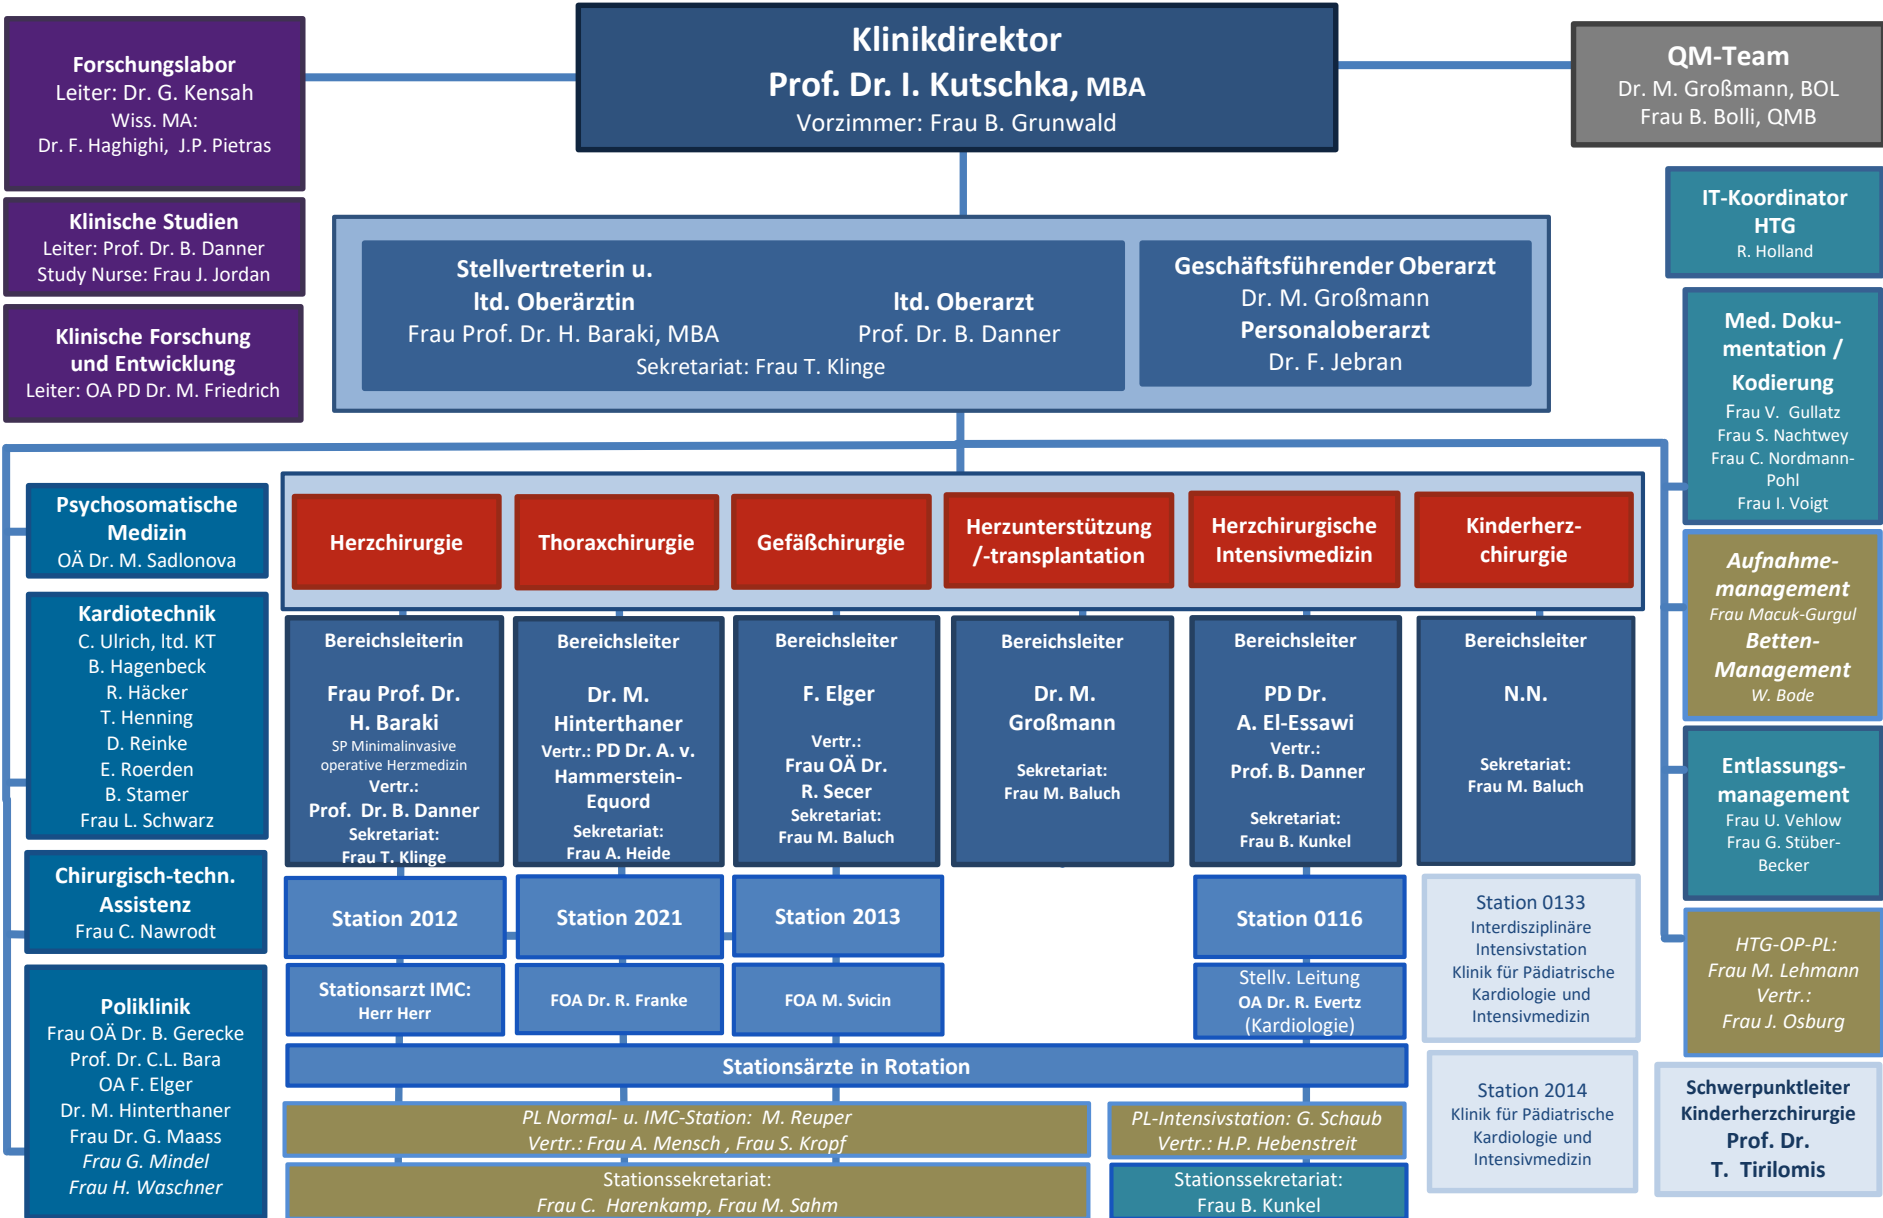 Forschungslabor
Leiter: Dr. G. Kensah
Wiss. MA:
Dr. F. Haghighi, J.P. Pietras
Klinikdirektor
Prof. Dr. I. Kutschka, MBA
Vorzimmer: Frau B. Grunwald
QM-Team
Dr. M. Großmann, BOL
Frau B. Bolli, QMB
Klinische Studien
Leiter: Prof. Dr. B. Danner
Study Nurse: Frau J. Jordan
Klinische Forschung
und Entwicklung
Leiter: OA PD Dr. M. Friedrich
Stellvertreterin u.
ltd. Oberärztin
Frau Prof. Dr. H. Baraki, MBA
ltd. Oberarzt
Prof. Dr. B. Danner
Sekretariat: Frau T. Klinge
Geschäftsführender Oberarzt
Dr. M. Großmann
Personaloberarzt
Dr. F. Jebran
IT-Koordinator
HTG
R. Holland
Med. Doku-
mentation /
Kodierung
Frau V. Gullatz
Frau S. Nachtwey
Frau C. Nordmann-
Pohl
Frau I. Voigt
Psychosomatische
Medizin
OÄ Dr. M. Sadlonova
Kardiotechnik
C. Ulrich, ltd. KT
B. Hagenbeck
R. Häcker
T. Henning
D. Reinke
E. Roerden
B. Stamer
Frau L. Schwarz
Chirurgisch-techn.
Assistenz
Frau C. Nawrodt
Poliklinik
Frau OÄ Dr. B. Gerecke
Prof. Dr. C.L. Bara
OA F. Elger
Dr. M. Hinterthaner
Frau Dr. G. Maass
Frau G. Mindel
Frau H. Waschner
Herzchirurgie
Thoraxchirurgie
Gefäßchirurgie
Herzunterstützung
/-transplantation
Herzchirurgische
Intensivmedizin
Kinderherz-
chirurgie
Bereichsleiterin
Frau Prof. Dr.
H. Baraki
SP Minimalinvasive
operative Herzmedizin
Vertr.:
Prof. Dr. B. Danner
Sekretariat:
Frau T. Klinge
Bereichsleiter
Dr. M.
Hinterthaner
Vertr.: PD Dr. A. v.
Hammerstein-
Equord
Sekretariat:
Frau A. Heide
Bereichsleiter
F. Elger
Vertr.:
Frau OÄ Dr.
R. Secer
Sekretariat:
Frau M. Baluch
Bereichsleiter
Dr. M.
Großmann
Sekretariat:
Frau M. Baluch
Bereichsleiter
PD Dr.
A. El-Essawi
Vertr.:
Prof. B. Danner
Sekretariat:
Frau B. Kunkel
Bereichsleiter
N.N.
Sekretariat:
Frau M. Baluch
Station 2012
Station 2021
Station 2013
Station 0116
Stationsarzt IMC:
Herr Herr
FOA Dr. R. Franke
FOA M. Svicin
Stellv. Leitung
OA Dr. R. Evertz
(Kardiologie)
Stationsärzte in Rotation
PL Normal- u. IMC-Station: M. Reuper
Vertr.: Frau A. Mensch , Frau S. Kropf
PL-Intensivstation: G. Schaub
Vertr.: H.P. Hebenstreit
Stationssekretariat:
Frau C. Harenkamp, Frau M. Sahm
Stationssekretariat:
Frau B. Kunkel
Station 0133
Interdisziplinäre
Intensivstation
Klinik für Pädiatrische
Kardiologie und
Intensivmedizin
Station 2014
Klinik für Pädiatrische
Kardiologie und
Intensivmedizin
Aufnahme-
management
Frau Macuk-Gurgul
Betten-
Management
W. Bode
Entlassungs-
management
Frau U. Vehlow
Frau G. Stüber-
Becker
HTG-OP-PL:
Frau M. Lehmann
Vertr.:
Frau J. Osburg
Schwerpunktleiter
Kinderherzchirurgie
Prof. Dr.
T. Tirilomis